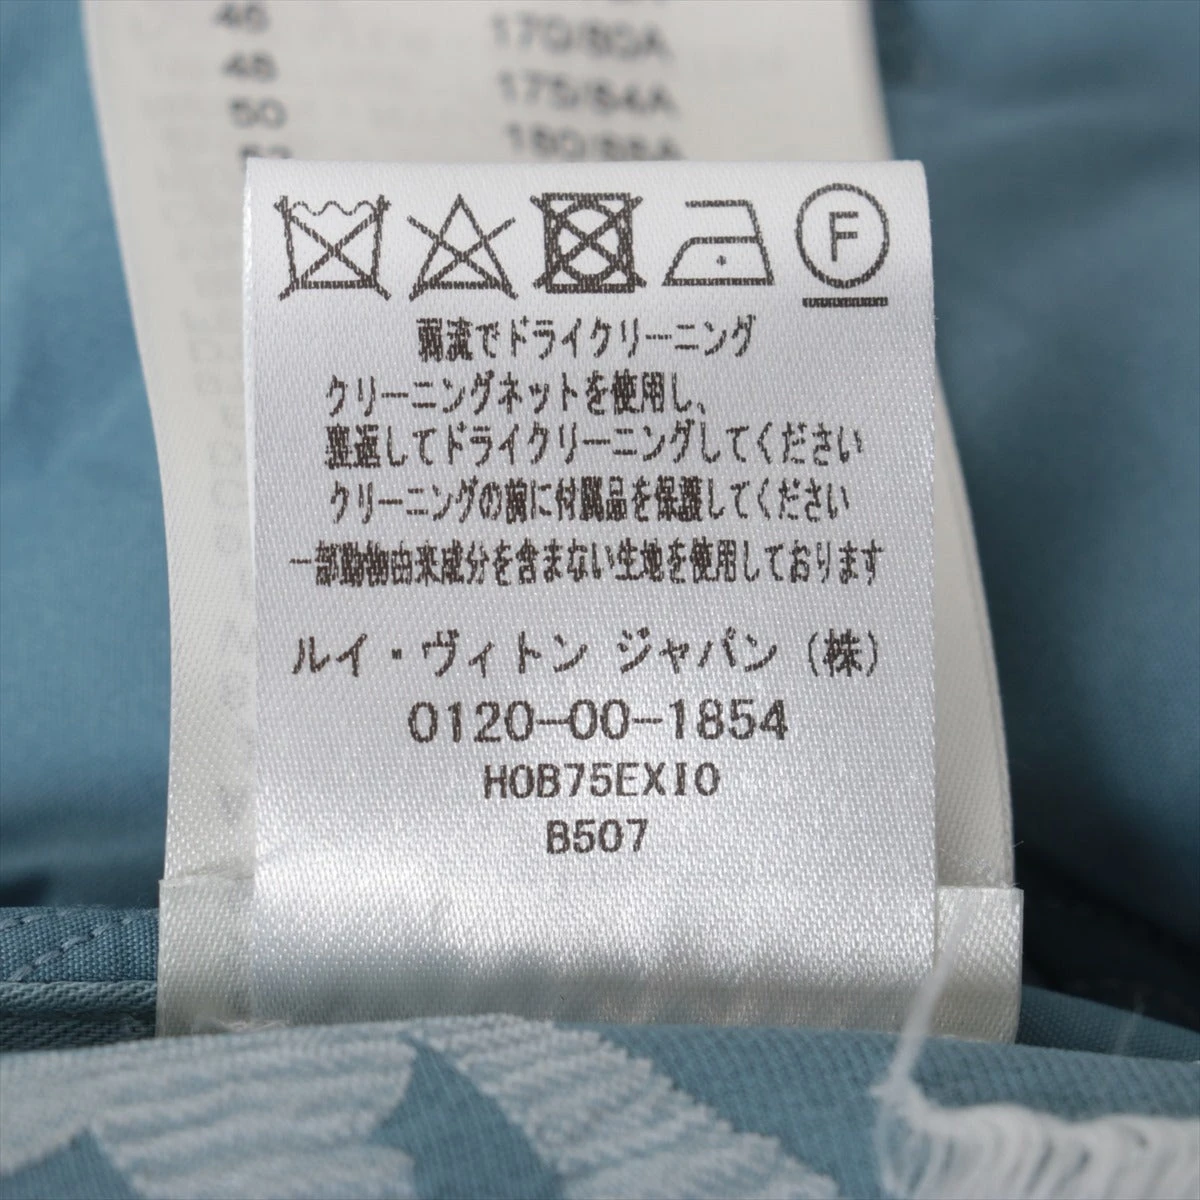 46 170/80A
48 175/84A
50 180/88A
52
F
弱流でドライクリーニング
クリーニングネットを使用し、
裏返してドライクリーニングしてください
クリーニングの前に付属品を保護してください
一部動物由来成分を含まない生地を使用しております
ルイ・ヴィトン ジャパン (株)
0120-00-1854
H0B75EXI0
B507